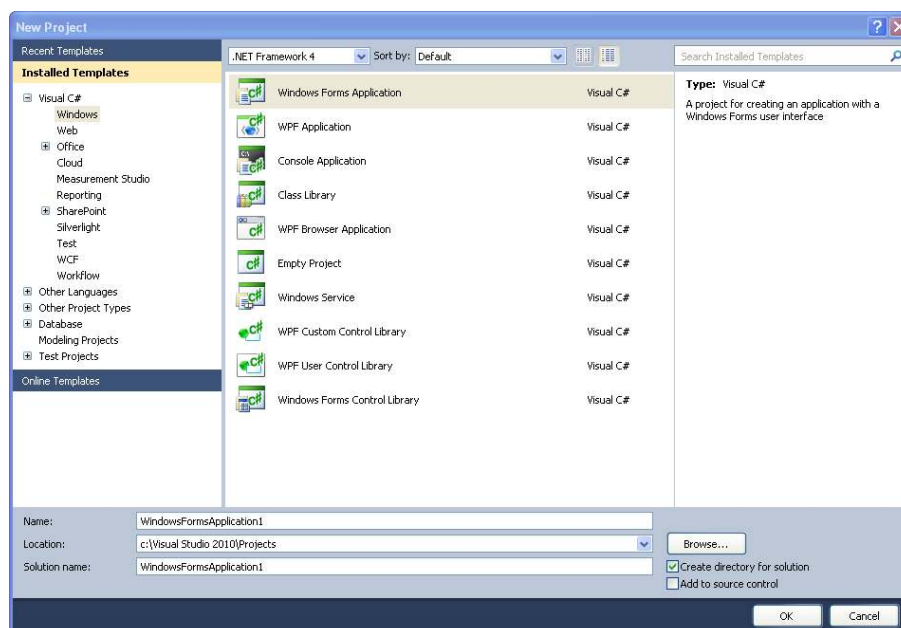 New Project
Recent Templates
Installed Templates
Visual C#
Windows
Web
Office
Cloud
Measurement Studio
Reporting
SharePoint
Silverlight
Test
WCF
Workflow
Other Languages
Other Project Types
Database
Modeling Projects
Test Projects
Online Templates
.NET Framework 4 Sort by: Default
Windows Forms Application Visual C#
WPF Application Visual C#
Console Application Visual C#
Class Library Visual C#
WPF Browser Application Visual C#
Empty Project Visual C#
Windows Service Visual C#
WPF Custom Control Library Visual C#
WPF User Control Library Visual C#
Windows Forms Control Library Visual C#
Search Installed Templates
Type: Visual C#
A project for creating an application with a
Windows Forms user interface
Name: WindowsFormsApplication1
Location: c:\Visual Studio 2010\Projects Browse...
Solution name: WindowsFormsApplication1
Create directory for solution
Add to source control
OK Cancel